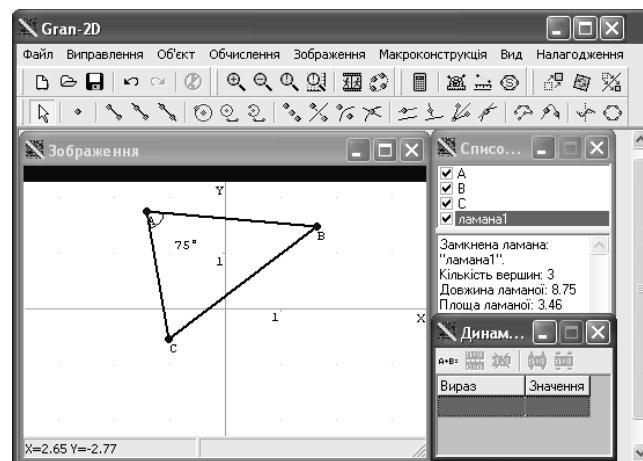 Gran-2D
Файл Виправлення Об'єкт Обчислення Зображення Макроконструкція Вид Налагодження
Зображення
Y
A
75°
B
1
1
X
C
X=2.65 Y=-2.77
Списо...
A
B
C
ламана1
Замкнена ламана:
"ламана1".
Кількість вершин: 3
Довжина ламаної: 8.75
Площа ламаної: 3.46
Динам...
A+B=
Вираз Значення